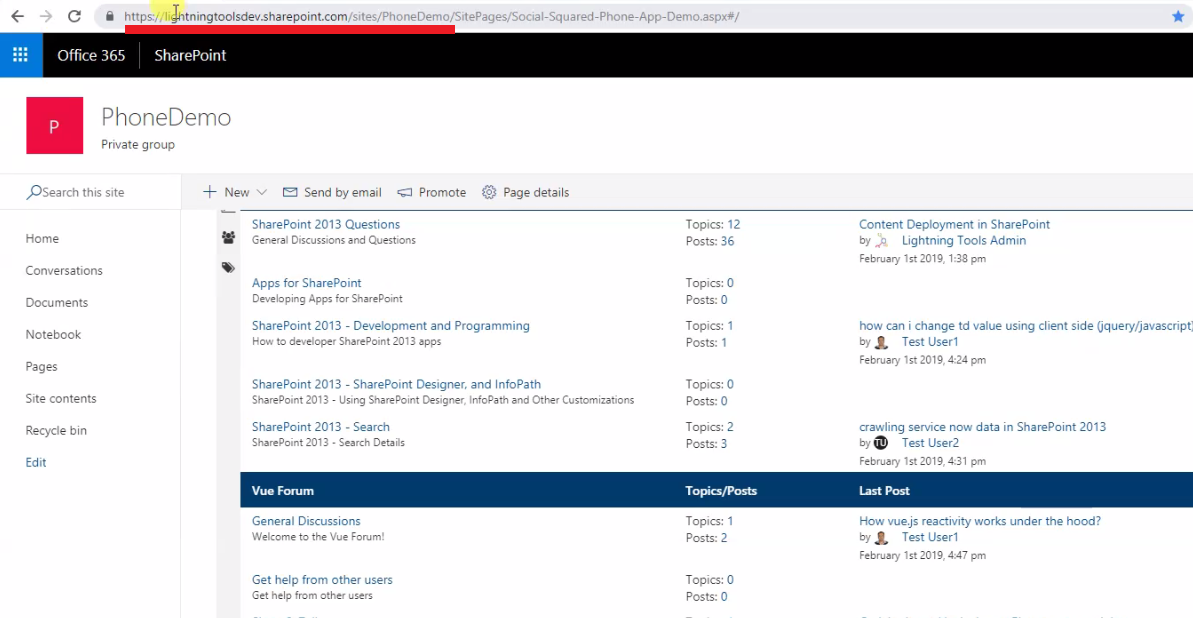 https://lightningtoolsdev.sharepoint.com/sites/PhoneDemo/SitePages/Social-Squared-Phone-App-Demo.aspx#/
Office 365 SharePoint
P
PhoneDemo
Private group
Search this site
New Send by email Promote Page details
Home
Conversations
Documents
Notebook
Pages
Site contents
Recycle bin
Edit
SharePoint 2013 Questions Topics: 12 Content Deployment in SharePoint
General Discussions and Questions Posts: 36 by Lightning Tools Admin
February 1st 2019, 1:38 pm
Apps for SharePoint Topics: 0
Developing Apps for SharePoint Posts: 0
SharePoint 2013 - Development and Programming Topics: 1 how can i change td value using client side (jquery/javascript)
How to developer SharePoint 2013 apps Posts: 1 by Test User1
February 1st 2019, 4:24 pm
SharePoint 2013 - SharePoint Designer, and InfoPath Topics: 0
SharePoint 2013 - Using SharePoint Designer, InfoPath and Other Customizations Posts: 0
SharePoint 2013 - Search Topics: 2 crawling service now data in SharePoint 2013
SharePoint 2013 - Search Details Posts: 3 by TU Test User2
February 1st 2019, 4:31 pm
Vue Forum Topics/Posts Last Post
General Discussions Topics: 1 How vue.js reactivity works under the hood?
Welcome to the Vue Forum! Posts: 2 by Test User1
February 1st 2019, 4:47 pm
Get help from other users Topics: 0
Get help from other users Posts: 0